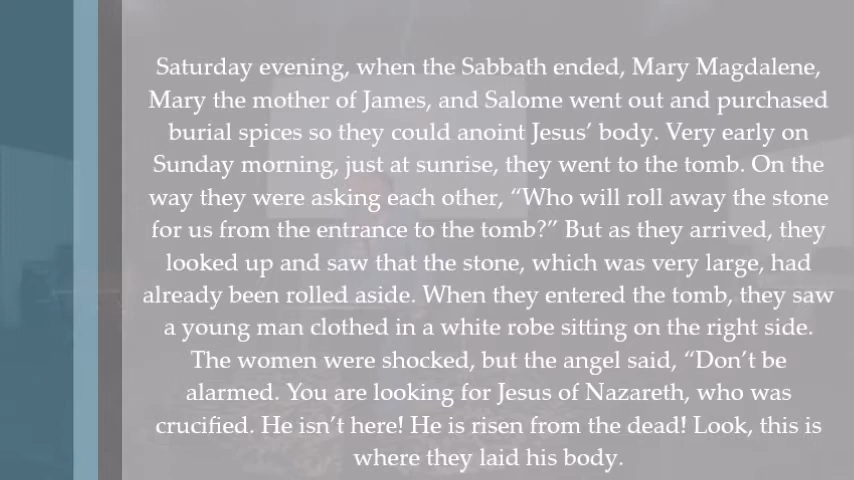 Saturday evening, when the Sabbath ended, Mary Magdalene,
Mary the mother of James, and Salome went out and purchased
burial spices so they could anoint Jesus’ body. Very early on
Sunday morning, just at sunrise, they went to the tomb. On the
way they were asking each other, “Who will roll away the stone
for us from the entrance to the tomb?” But as they arrived, they
looked up and saw that the stone, which was very large, had
already been rolled aside. When they entered the tomb, they saw
a young man clothed in a white robe sitting on the right side.
The women were shocked, but the angel said, “Don’t be
alarmed. You are looking for Jesus of Nazareth, who was
crucified. He isn’t here! He is risen from the dead! Look, this is
where they laid his body.